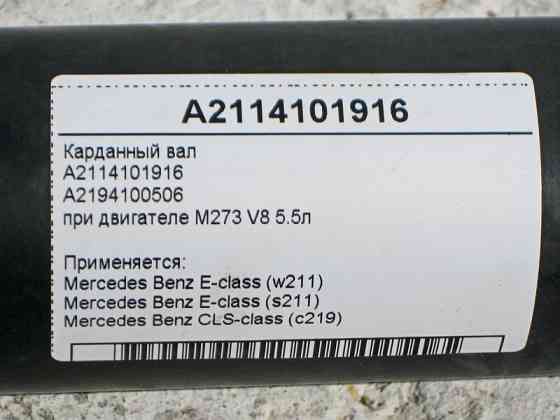 A2114101916
Карданный вал
A2114101916
A2194100506
при двигателе М273 V8 5.5л
Применяется:
Mercedes Benz E-class (w211)
Mercedes Benz E-class (s211)
Mercedes Benz CLS-class (c219)